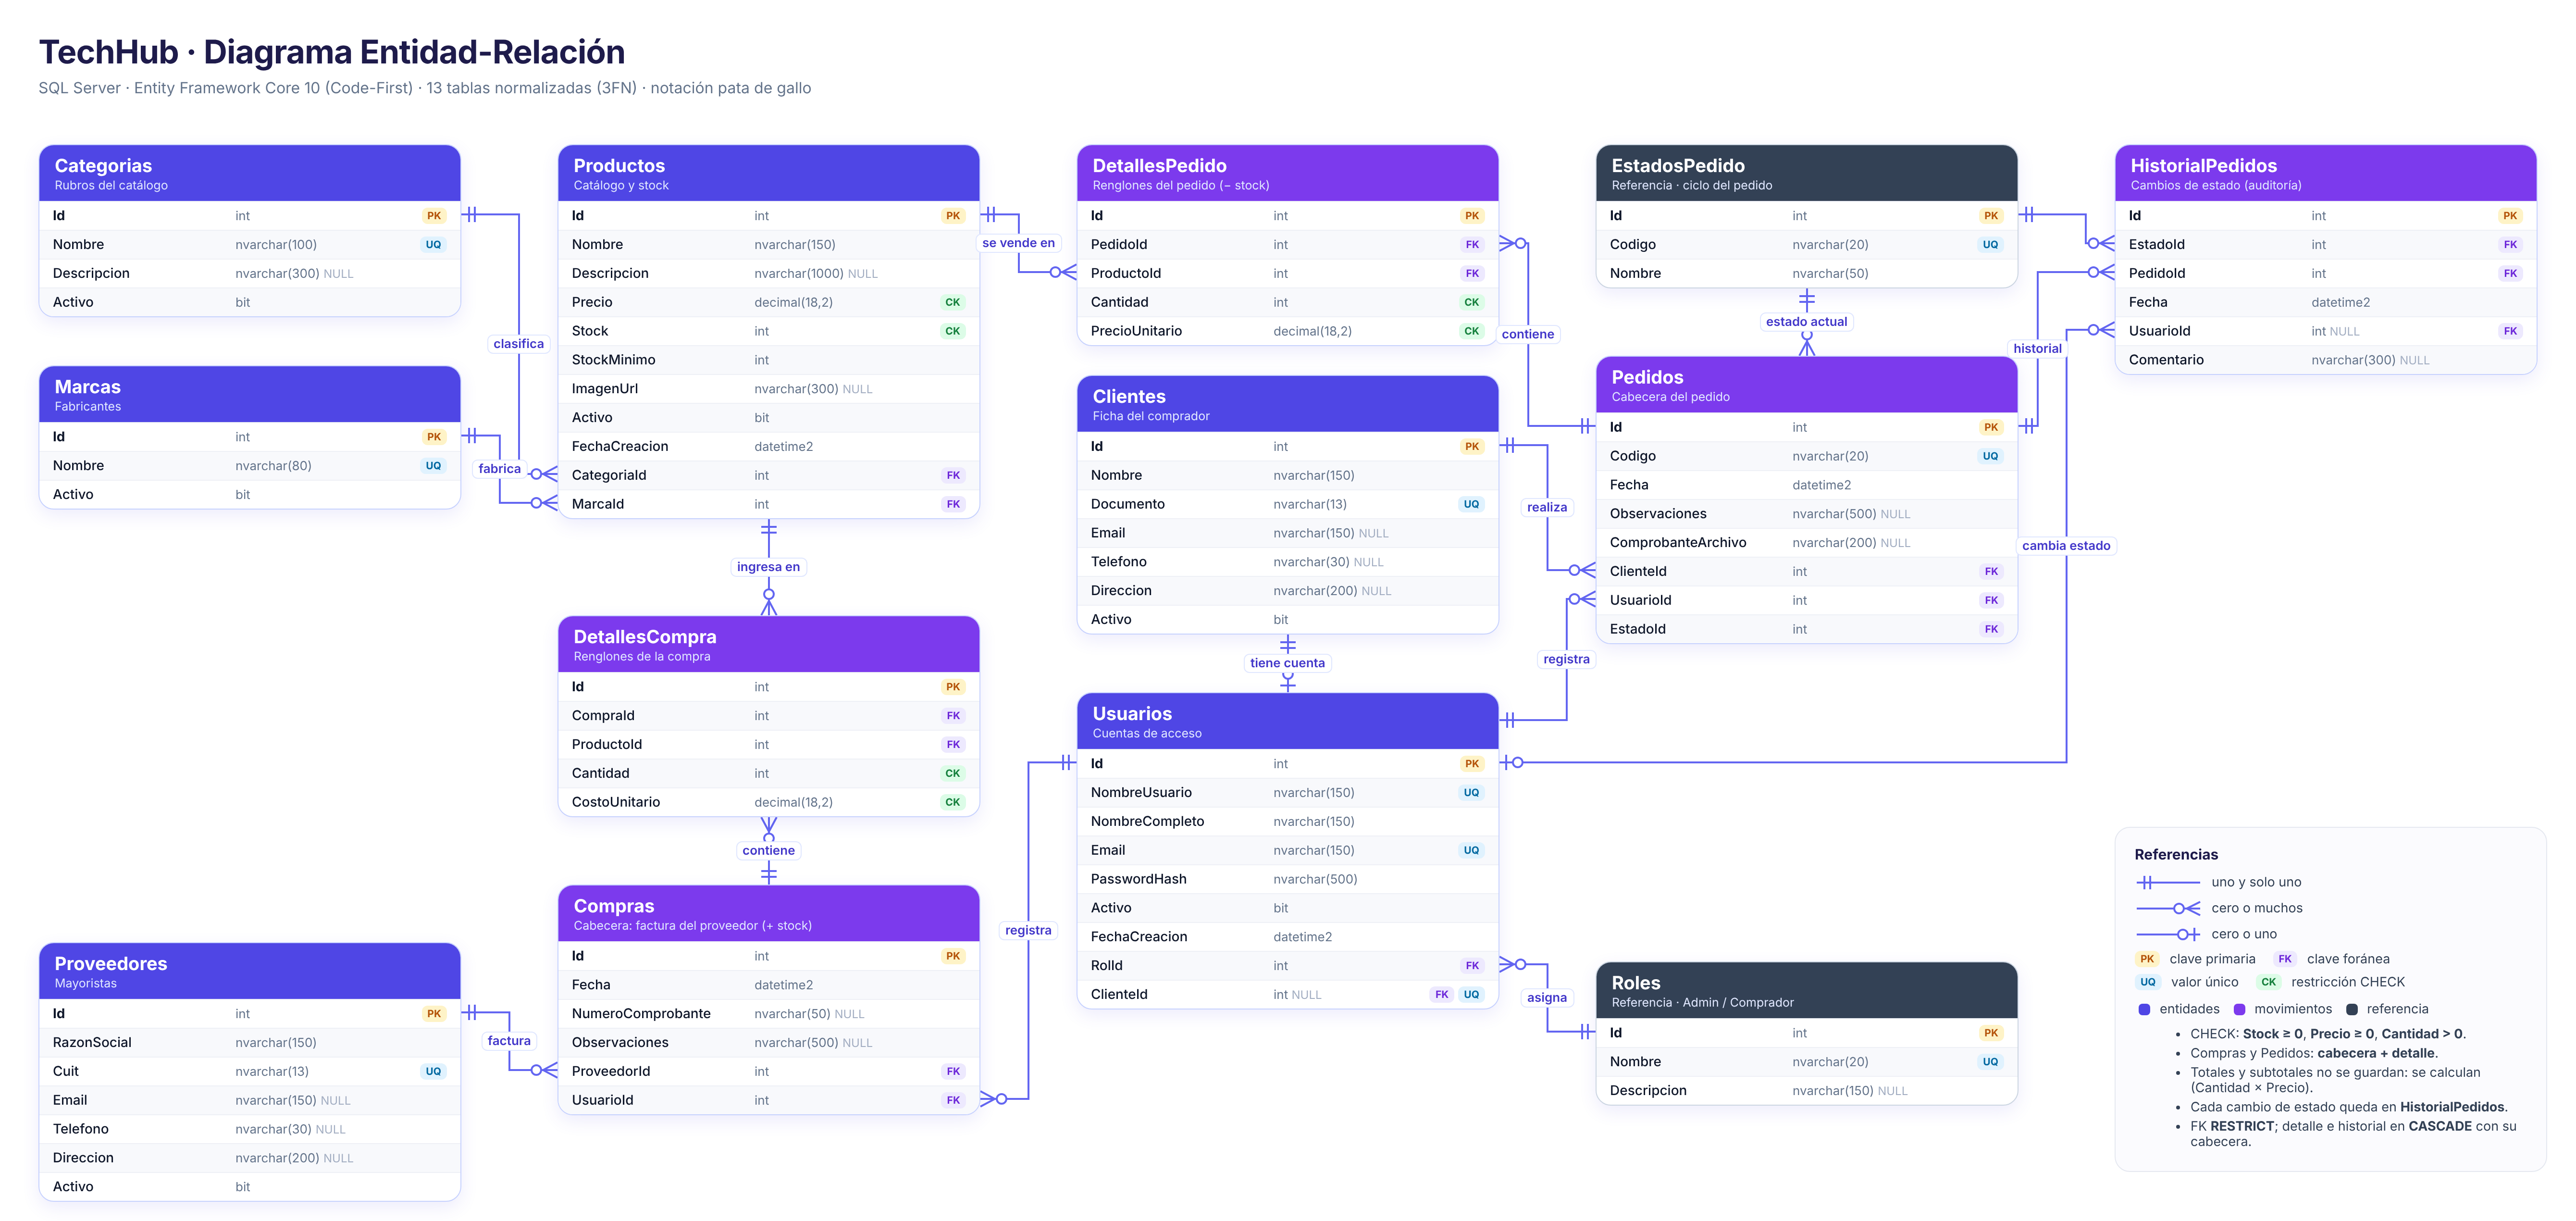 TechHub · Diagrama Entidad-Relación
SQL Server · Entity Framework Core 10 (Code-First) · 13 tablas normalizadas (3FN) · notación pata de gallo
Categorias
Rubros del catálogo
Id int PK
Nombre nvarchar(100) UQ
Descripcion nvarchar(300) NULL
Activo bit
Marcas
Fabricantes
Id int PK
Nombre nvarchar(80) UQ
Activo bit
clasifica
fabrica
Productos
Catálogo y stock
Id int PK
Nombre nvarchar(150)
Descripcion nvarchar(1000) NULL
Precio decimal(18,2) CK
Stock int CK
StockMinimo int
ImagenUrl nvarchar(300) NULL
Activo bit
FechaCreacion datetime2
CategoriaId int FK
MarcaId int FK
se vende en
ingresa en
DetallesPedido
Renglones del pedido (− stock)
Id int PK
PedidoId int FK
ProductoId int FK
Cantidad int CK
PrecioUnitario decimal(18,2) CK
contiene
EstadosPedido
Referencia · ciclo del pedido
Id int PK
Codigo nvarchar(20) UQ
Nombre nvarchar(50)
estado actual
HistorialPedidos
Cambios de estado (auditoría)
Id int PK
EstadoId int FK
PedidoId int FK
Fecha datetime2
UsuarioId int NULL FK
Comentario nvarchar(300) NULL
historial
cambia estado
Clientes
Ficha del comprador
Id int PK
Nombre nvarchar(150)
Documento nvarchar(13) UQ
Email nvarchar(150) NULL
Telefono nvarchar(30) NULL
Direccion nvarchar(200) NULL
Activo bit
realiza
tiene cuenta
Pedidos
Cabecera del pedido
Id int PK
Codigo nvarchar(20) UQ
Fecha datetime2
Observaciones nvarchar(500) NULL
ComprobanteArchivo nvarchar(200) NULL
ClienteId int FK
UsuarioId int FK
EstadoId int FK
registra
DetallesCompra
Renglones de la compra
Id int PK
CompraId int FK
ProductoId int FK
Cantidad int CK
CostoUnitario decimal(18,2) CK
contiene
Usuarios
Cuentas de acceso
Id int PK
NombreUsuario nvarchar(150) UQ
NombreCompleto nvarchar(150)
Email nvarchar(150) UQ
PasswordHash nvarchar(500)
Activo bit
FechaCreacion datetime2
RolId int FK
ClienteId int NULL FK UQ
asigna
Proveedores
Mayoristas
Id int PK
RazonSocial nvarchar(150)
Cuit nvarchar(13) UQ
Email nvarchar(150) NULL
Telefono nvarchar(30) NULL
Direccion nvarchar(200) NULL
Activo bit
factura
Compras
Cabecera: factura del proveedor (+ stock)
Id int PK
Fecha datetime2
NumeroComprobante nvarchar(50) NULL
Observaciones nvarchar(500) NULL
ProveedorId int FK
UsuarioId int FK
registra
Roles
Referencia · Admin / Comprador
Id int PK
Nombre nvarchar(20) UQ
Descripcion nvarchar(150) NULL
Referencias
uno y solo uno
cero o muchos
cero o uno
PK clave primaria FK clave foránea
UQ valor único CK restricción CHECK
entidades movimientos referencia
• CHECK: Stock ≥ 0, Precio ≥ 0, Cantidad > 0.
• Compras y Pedidos: cabecera + detalle.
• Totales y subtotales no se guardan: se calculan
(Cantidad × Precio).
• Cada cambio de estado queda en HistorialPedidos.
• FK RESTRICT; detalle e historial en CASCADE con su
cabecera.